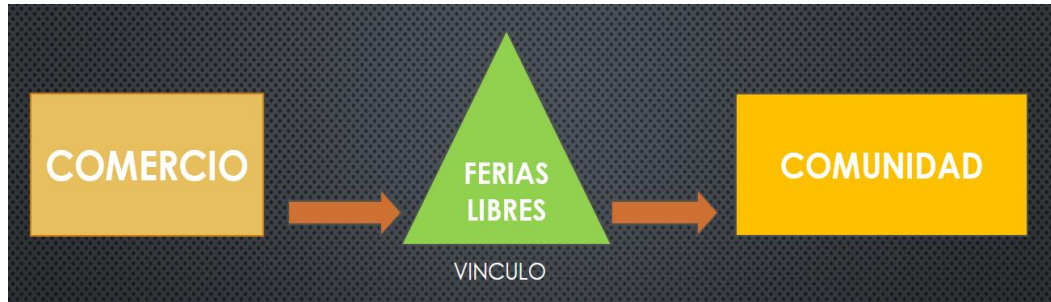 COMERCIO
FERIAS
LIBRES
COMUNIDAD
VINCULO